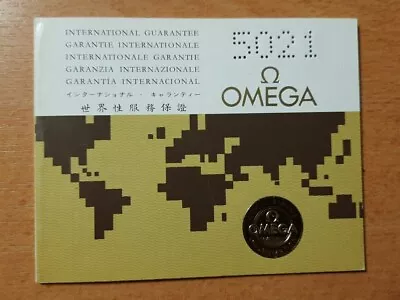 INTERNATIONAL GUARANTEE
GARANTIE INTERNATIONALE
INTERNATIONALE GARANTIE
GARANZIA INTERNAZIONALE
GARANTÍA INTERNACIONAL
インターナショナル・ギャランティー
世界性服務保證
5021
Ω
OMEGA
Ω
OMEGA